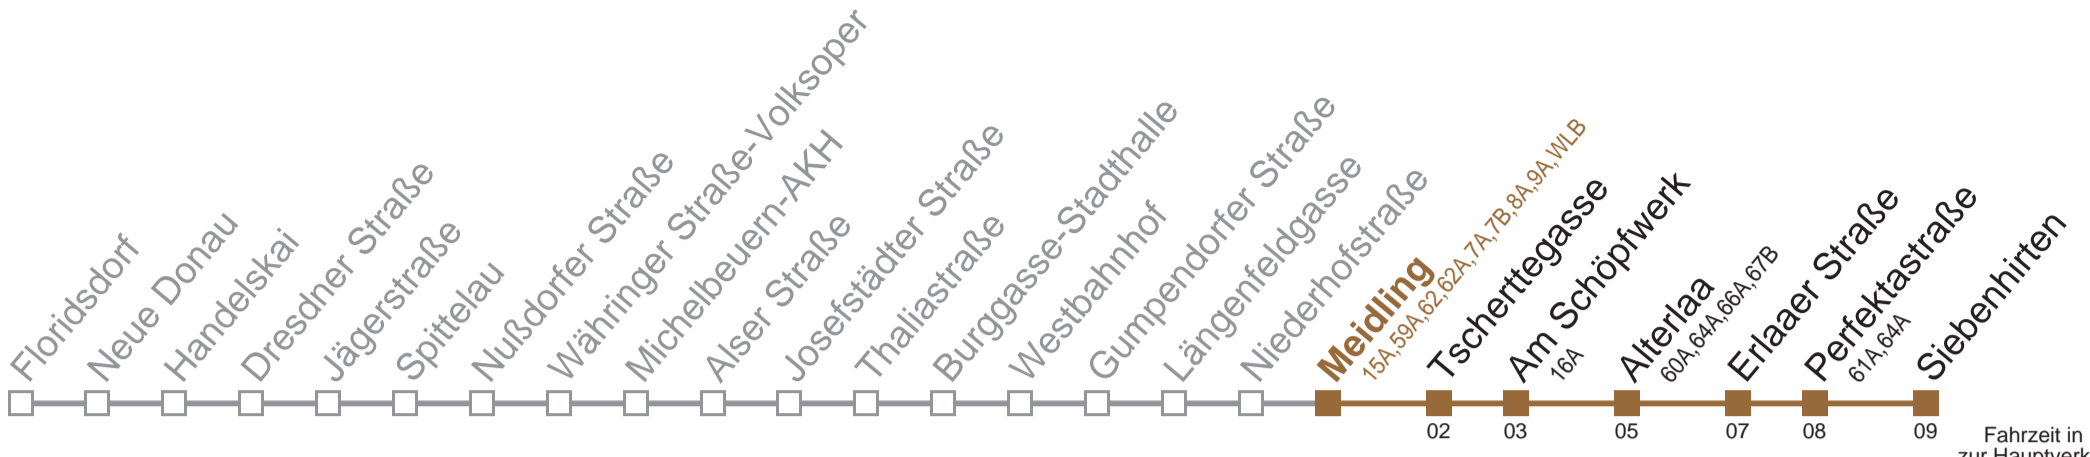 Floridsdorf
Neue Donau
Handelskai
Dresdner Straße
Jägerstraße
Spittelau
Nußdorfer Straße
Währinger Straße-Volksoper
Michelbeuern-AKH
Alser Straße
Josefstädter Straße
Thaliastraße
Burggasse-Stadthalle
Westbahnhof
Gumpendorfer Straße
Längenfeldgasse
Niederhofstraße
Meidling
15A,59A,62,62A,7A,7B,8A,9A,WLB
Tscherttegasse
Am Schöpfwerk
16A
Alterlaa
60A,64A,66A,67B
Erlaaer Straße
Perfektastraße
61A,64A
Siebenhirten
02 03 05 07 08 09
Fahrzeit in
zur Hauptverk